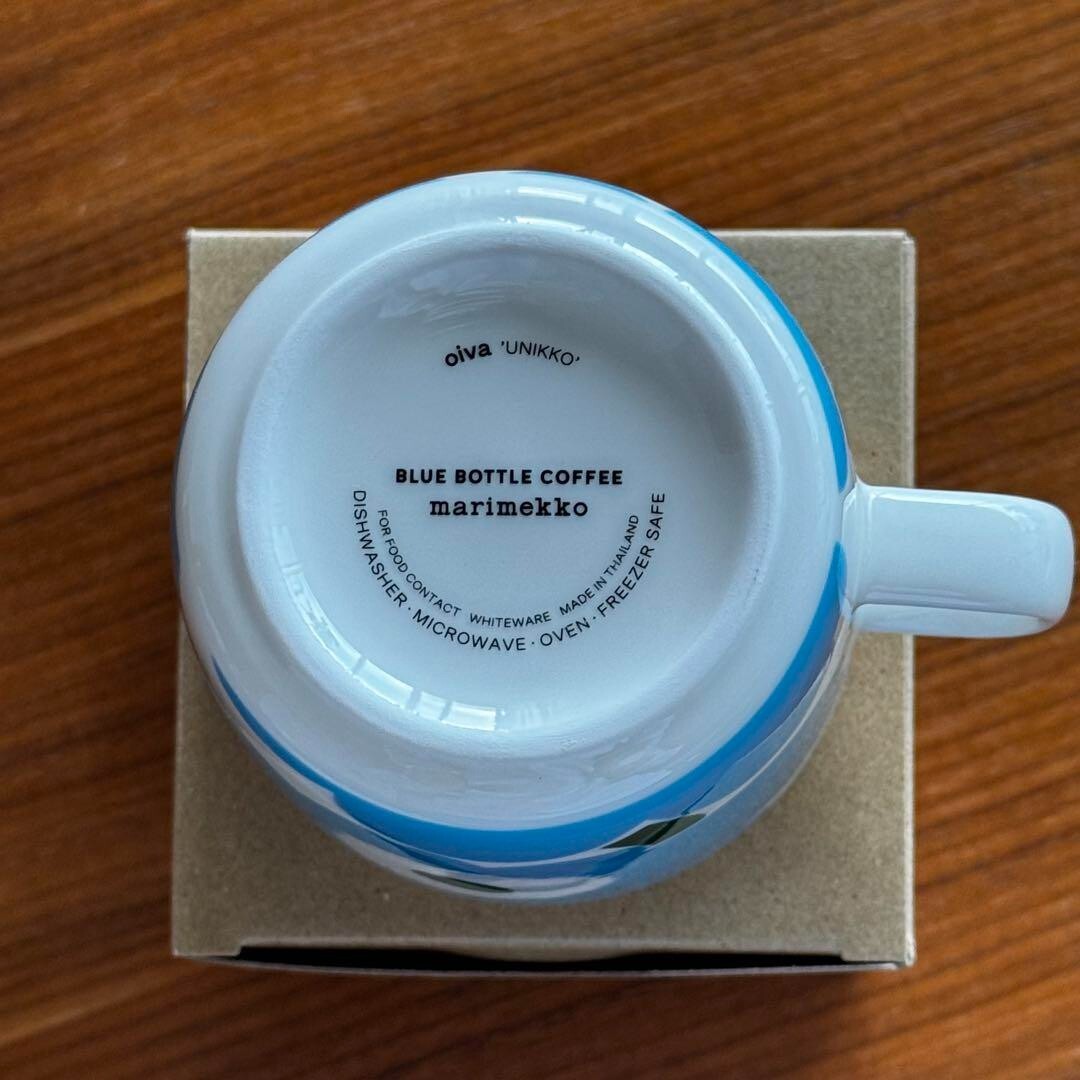 oiva 'UNIKKO'
BLUE BOTTLE COFFEE
marimekko
FOR FOOD CONTACT WHITEWARE MADE IN THAILAND
DISHWASHER · MICROWAVE · OVEN · FREEZER SAFE